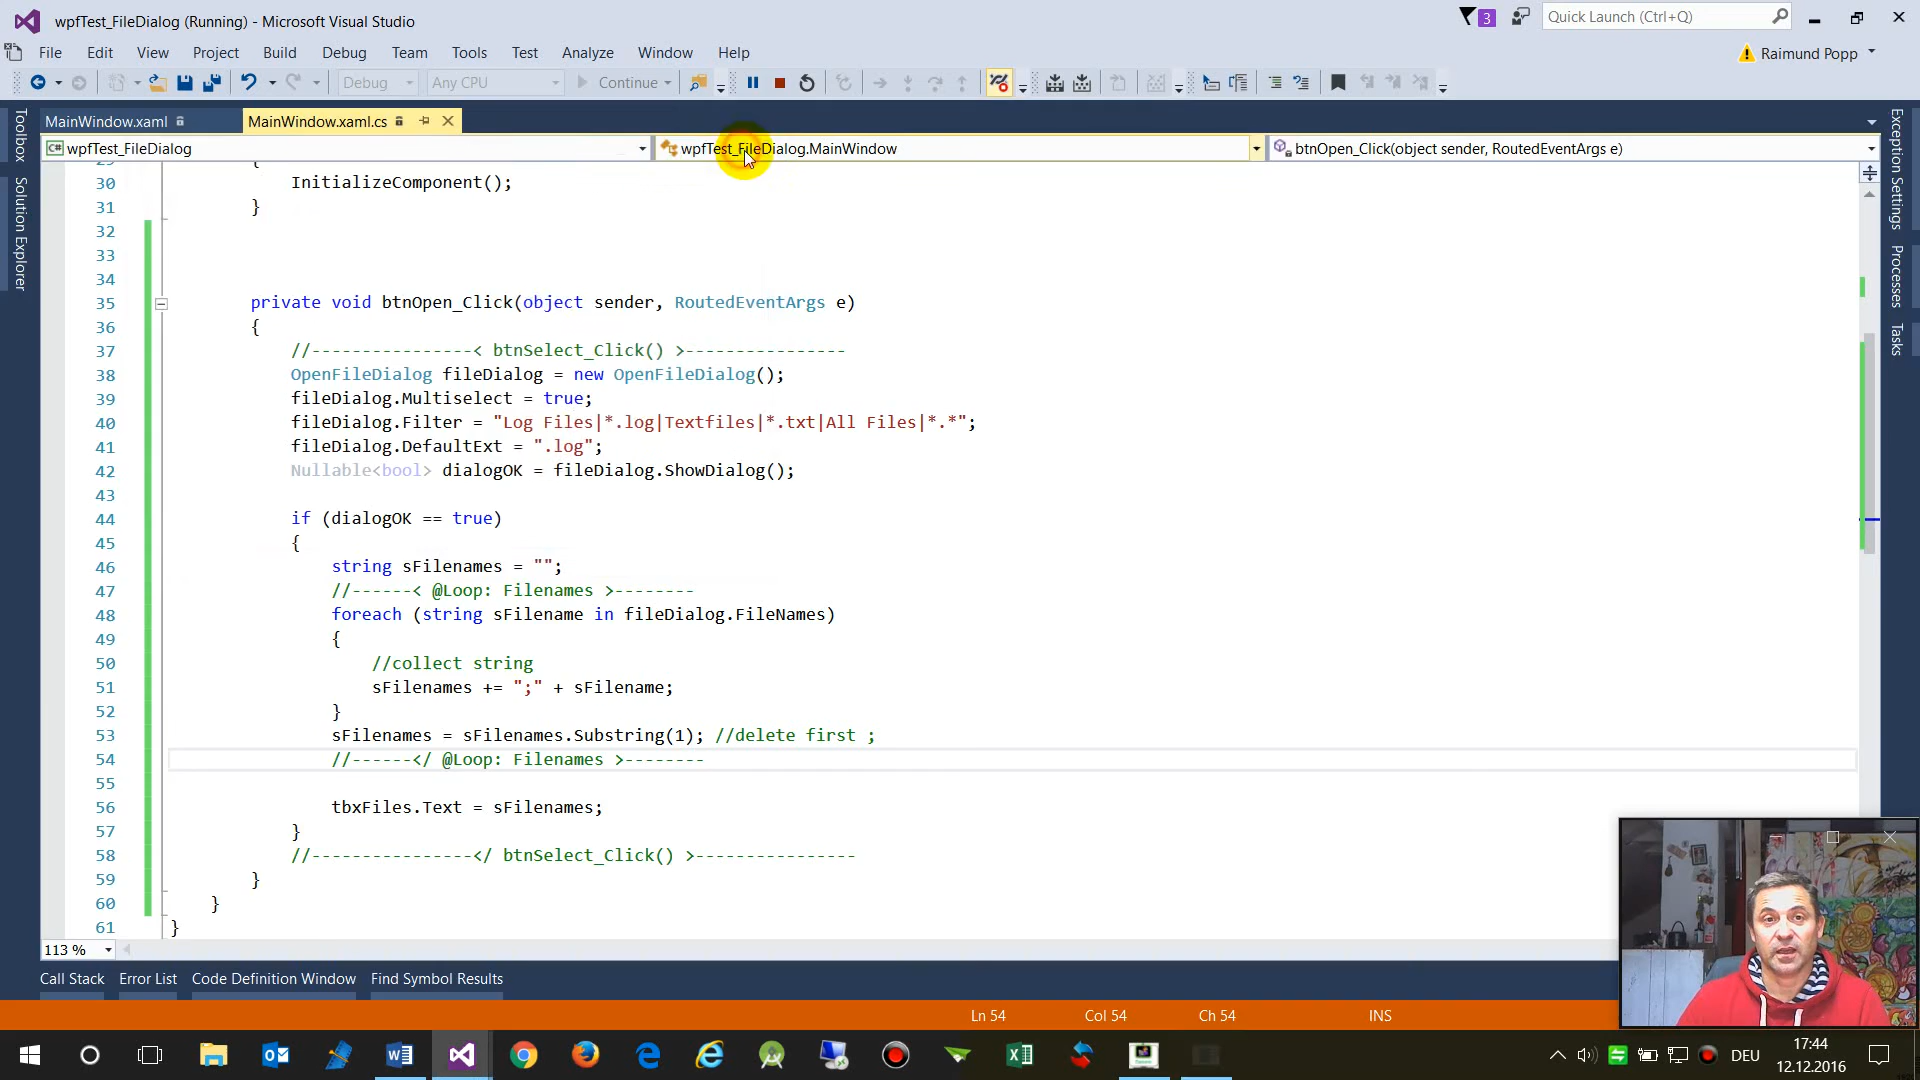 wpfTest_FileDialog (Running) - Microsoft Visual Studio
3
Quick Launch (Ctrl+Q)
File Edit View Project Build Debug Team Tools Test Analyze Window Help
Raimund Popp
Debug Any CPU Continue
Toolbox
Solution Explorer
MainWindow.xaml
MainWindow.xaml.cs
wpfTest_FileDialog
wpfTest_FileDialog.MainWindow
btnOpen_Click(object sender, RoutedEventArgs e)
29 {
30 InitializeComponent();
31 }
32
33
34
35 private void btnOpen_Click(object sender, RoutedEventArgs e)
36 {
37 //----------------< btnSelect_Click() >----------------
38 OpenFileDialog fileDialog = new OpenFileDialog();
39 fileDialog.Multiselect = true;
40 fileDialog.Filter = "Log Files|*.log|Textfiles|*.txt|All Files|*.*";
41 fileDialog.DefaultExt = ".log";
42 Nullable<bool> dialogOK = fileDialog.ShowDialog();
43
44 if (dialogOK == true)
45 {
46 string sFilenames = "";
47 //------< @Loop: Filenames >--------
48 foreach (string sFilename in fileDialog.FileNames)
49 {
50 //collect string
51 sFilenames += ";" + sFilename;
52 }
53 sFilenames = sFilenames.Substring(1); //delete first ;
54 //------</ @Loop: Filenames >--------
55
56 tbxFiles.Text = sFilenames;
57 }
58 //----------------</ btnSelect_Click() >----------------
59 }
60 }
61 }
Exception Settings
Processes
Tasks
113 %
Call Stack Error List Code Definition Window Find Symbol Results
Ln 54 Col 54 Ch 54 INS
DEU
17:44
12.12.2016